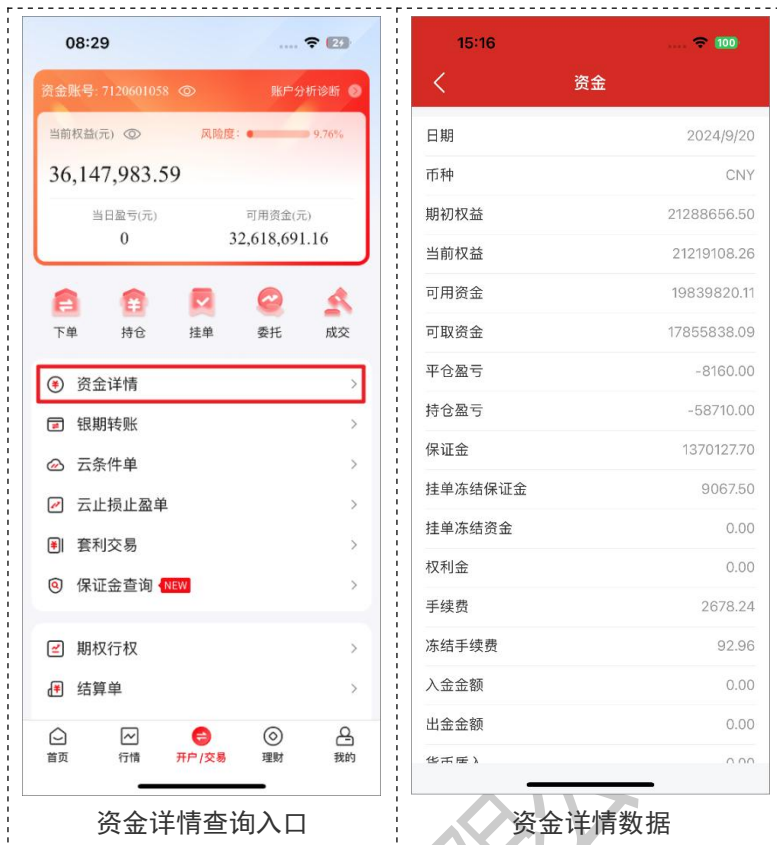 08:29
24
资金账号: 7120601058
账户分析诊断
当前权益(元)
风险度:
9.76%
36,147,983.59
当日盈亏(元)
可用资金(元)
0
32,618,691.16
下单
持仓
挂单
委托
成交
资金详情
银期转账
云条件单
云止损止盈单
套利交易
保证金查询 NEW
期权行权
结算单
首页
行情
开户/交易
理财
我的
资金详情查询入口
15:16
100
资金
日期 2024/9/20
币种 CNY
期初权益 21288656.50
当前权益 21219108.26
可用资金 19839820.11
可取资金 17855838.09
平仓盈亏 -8160.00
持仓盈亏 -58710.00
保证金 1370127.70
挂单冻结保证金 9067.50
挂单冻结资金 0.00
权利金 0.00
手续费 2678.24
冻结手续费 92.96
入金金额 0.00
出金金额 0.00
货币质入 0.00
资金详情数据